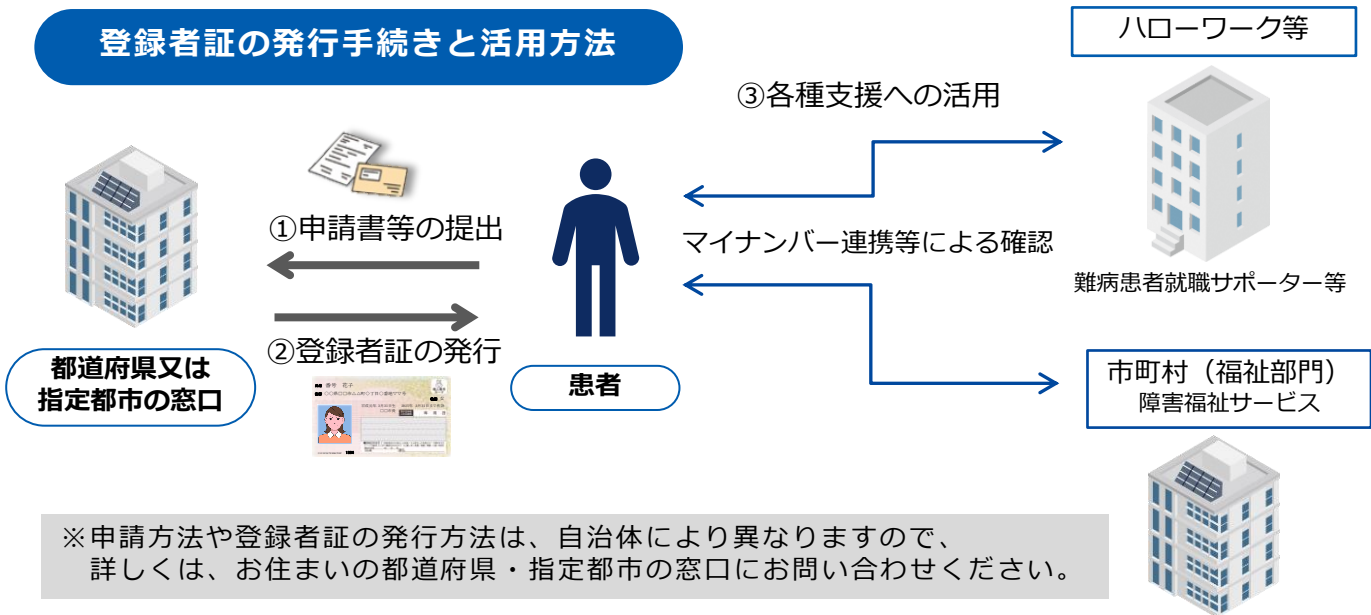 登録者証の発行手続きと活用方法
ハローワーク等
③各種支援への活用
①申請書等の提出
マイナンバー連携等による確認
難病患者就職サポーター等
②登録者証の発行
都道府県又は
指定都市の窓口
患者
市町村（福祉部門）
障害福祉サービス
番号 花子
※申請方法や登録者証の発行方法は、自治体により異なりますので、
詳しくは、お住まいの都道府県・指定都市の窓口にお問い合わせください。